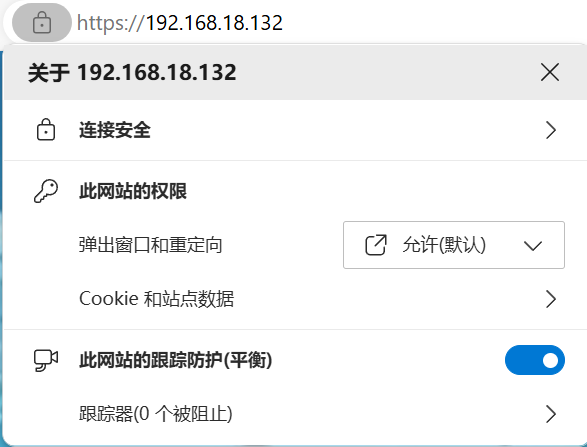 https://192.168.18.132
关于 192.168.18.132
连接安全
此网站的权限
弹出窗口和重定向
允许(默认)
Cookie 和站点数据
此网站的跟踪防护(平衡)
跟踪器(0 个被阻止)